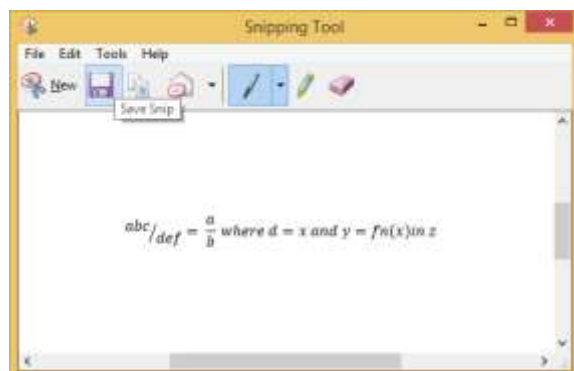 Snipping Tool
File Edit Tools Help
New
Save Snip
abc/def = a/b where d = x and y = fn(x)in z